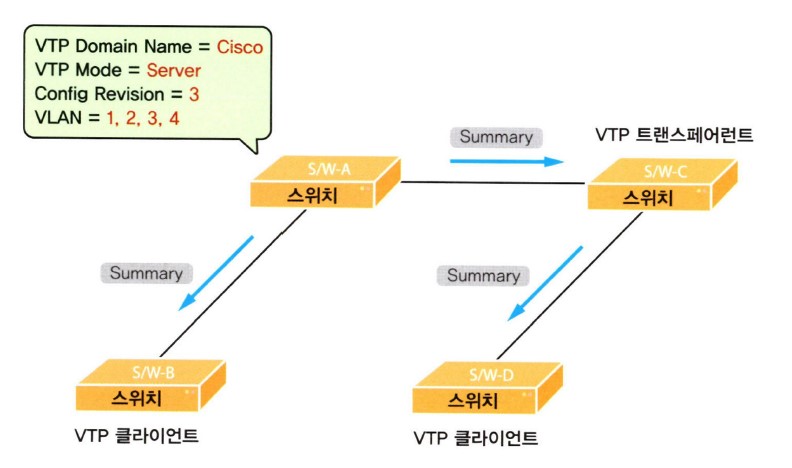 VTP Domain Name = Cisco
VTP Mode = Server
Config Revision = 3
VLAN = 1, 2, 3, 4
Summary
VTP 트랜스페어런트
S/W-A
스위치
S/W-C
스위치
Summary
Summary
S/W-B
스위치
S/W-D
스위치
VTP 클라이언트
VTP 클라이언트